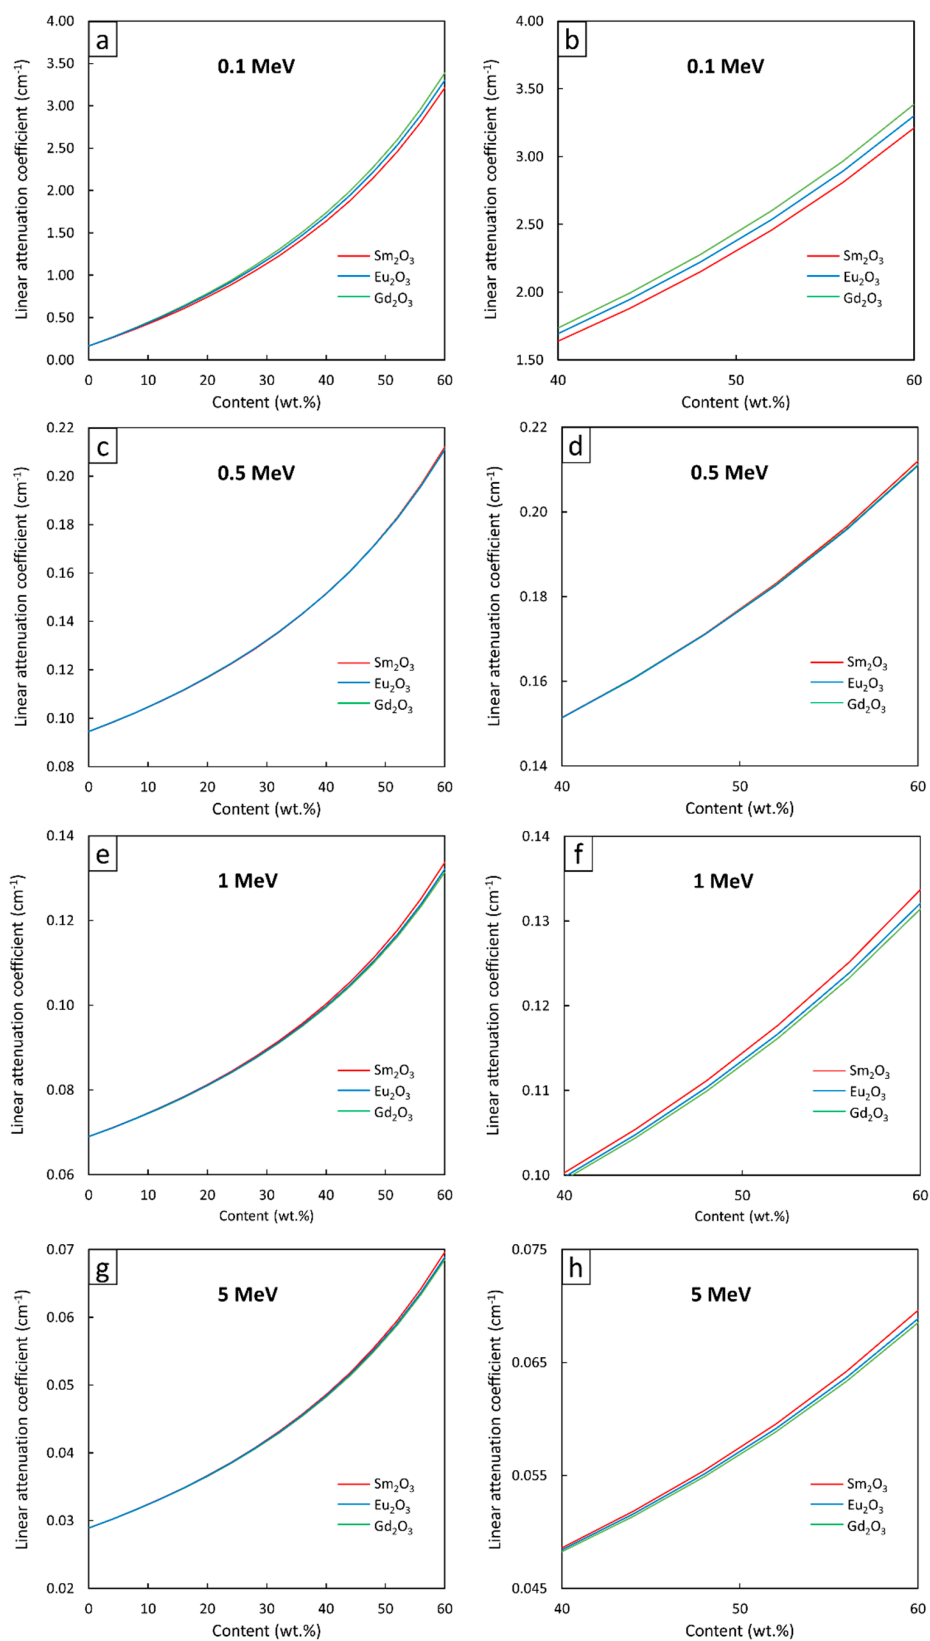 a
0.1 MeV
Linear attenuation coefficient (cm⁻¹)
4.00
3.50
3.00
2.50
2.00
1.50
1.00
0.50
0.00
Sm₂O₃
Eu₂O₃
Gd₂O₃
0 10 20 30 40 50 60
Content (wt.%)
b
0.1 MeV
Linear attenuation coefficient (cm⁻¹)
4.00
3.50
3.00
2.50
2.00
1.50
Sm₂O₃
Eu₂O₃
Gd₂O₃
40 50 60
Content (wt.%)
c
0.5 MeV
Linear attenuation coefficient (cm⁻¹)
0.22
0.20
0.18
0.16
0.14
0.12
0.10
0.08
Sm₂O₃
Eu₂O₃
Gd₂O₃
0 10 20 30 40 50 60
Content (wt.%)
d
0.5 MeV
Linear attenuation coefficient (cm⁻¹)
0.22
0.20
0.18
0.16
0.14
Sm₂O₃
Eu₂O₃
Gd₂O₃
40 50 60
Content (wt.%)
e
1 MeV
Linear attenuation coefficient (cm⁻¹)
0.14
0.12
0.10
0.08
0.06
Sm₂O₃
Eu₂O₃
Gd₂O₃
0 10 20 30 40 50 60
Content (wt.%)
f
1 MeV
Linear attenuation coefficient (cm⁻¹)
0.14
0.13
0.12
0.11
0.10
Sm₂O₃
Eu₂O₃
Gd₂O₃
40 50 60
Content (wt.%)
g
5 MeV
Linear attenuation coefficient (cm⁻¹)
0.07
0.06
0.05
0.04
0.03
0.02
Sm₂O₃
Eu₂O₃
Gd₂O₃
0 10 20 30 40 50 60
Content (wt.%)
h
5 MeV
Linear attenuation coefficient (cm⁻¹)
0.075
0.065
0.055
0.045
Sm₂O₃
Eu₂O₃
Gd₂O₃
40 50 60
Content (wt.%)